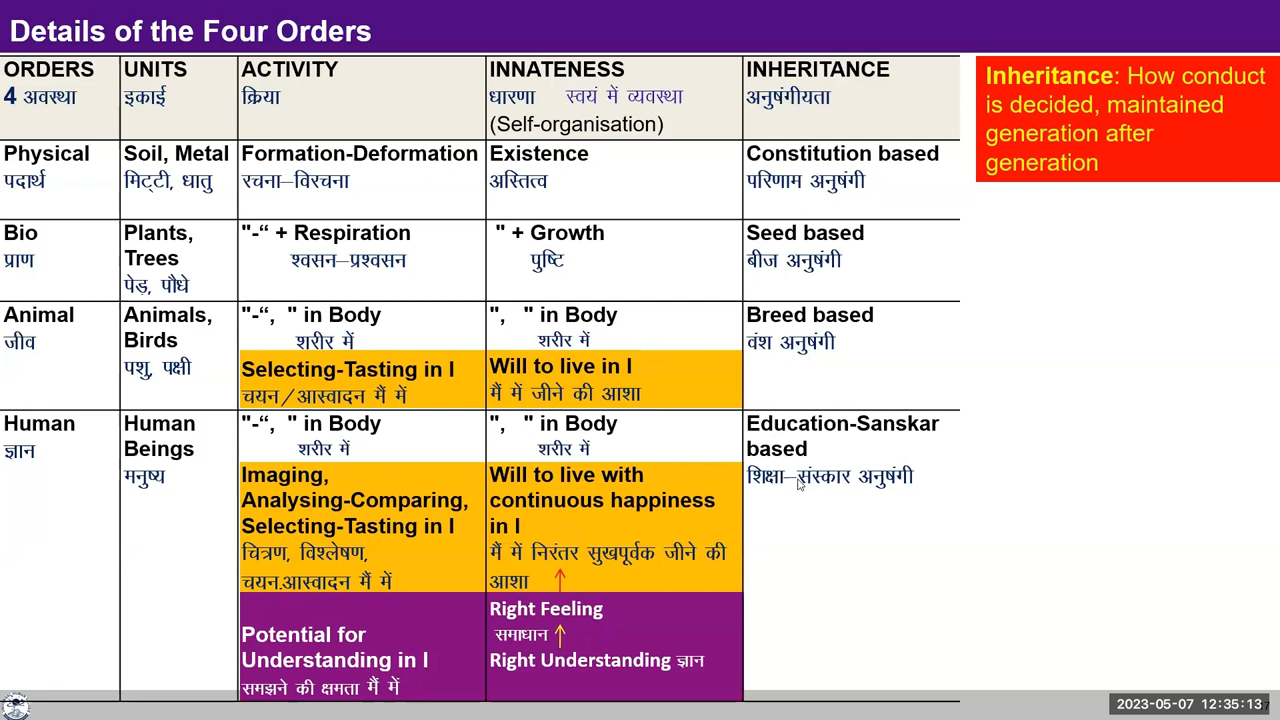 Details of the Four Orders
ORDERS
4 अवस्था
UNITS
इकाई
ACTIVITY
क्रिया
INNATENESS
धारणा स्वयं में व्यवस्था
(Self-organisation)
INHERITANCE
अनुषंगीयता
Inheritance: How conduct
is decided, maintained
generation after
generation
Physical
पदार्थ
Soil, Metal
मिट्टी, धातु
Formation-Deformation
रचना–विरचना
Existence
अस्तित्व
Constitution based
परिणाम अनुषंगी
Bio
प्राण
Plants,
Trees
पेड़, पौधे
"-“ + Respiration
श्वसन–प्रश्वसन
" + Growth
पुष्टि
Seed based
बीज अनुषंगी
Animal
जीव
Animals,
Birds
पशु, पक्षी
"-“, " in Body
शरीर में
Selecting-Tasting in I
चयन/आस्वादन मैं में
", " in Body
शरीर में
Will to live in I
मैं में जीने की आशा
Breed based
वंश अनुषंगी
Human
ज्ञान
Human
Beings
मनुष्य
"-“, " in Body
शरीर में
Imaging,
Analysing-Comparing,
Selecting-Tasting in I
चित्रण, विश्लेषण,
चयन.आस्वादन मैं में
Potential for
Understanding in I
समझने की क्षमता मैं में
", " in Body
शरीर में
Will to live with
continuous happiness
in I
मैं में निरंतर सुखपूर्वक जीने की
आशा
Right Feeling
समाधान
Right Understanding ज्ञान
Education-Sanskar
based
शिक्षा–संस्कार अनुषंगी
2023-05-07 12:35:13